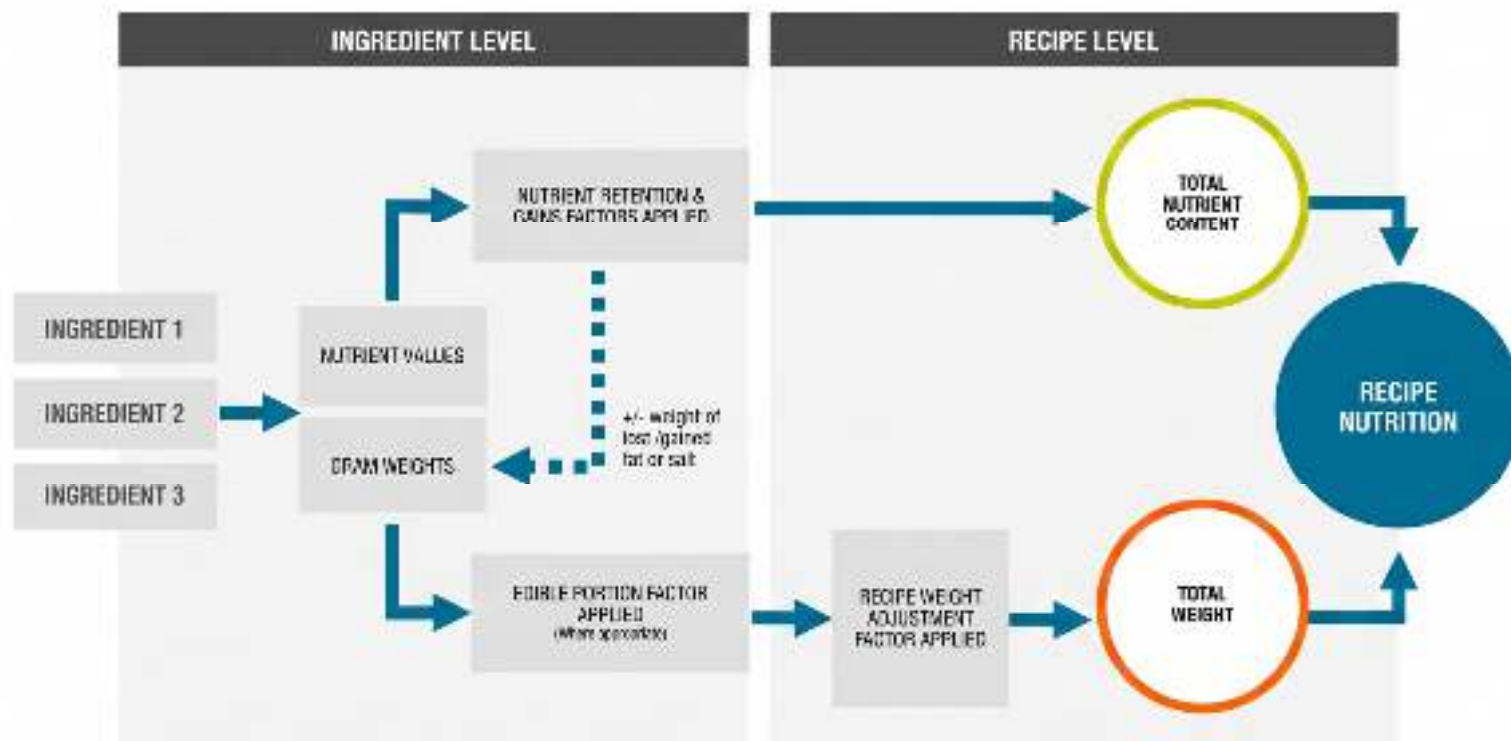 INGREDIENT LEVEL
RECIPE LEVEL
NUTRIENT RETENTION &
GAINS FACTORS APPLIED
TOTAL
NUTRIENT
CONTENT
INGREDIENT 1
INGREDIENT 2
INGREDIENT 3
NUTRIENT VALUES
GRAM WEIGHTS
+/- weight of
lost /gained
fat or salt
RECIPE
NUTRITION
EDIBLE PORTION FACTOR
APPLIED
(Where appropriate)
RECIPE WEIGHT
ADJUSTMENT
FACTOR APPLIED
TOTAL
WEIGHT